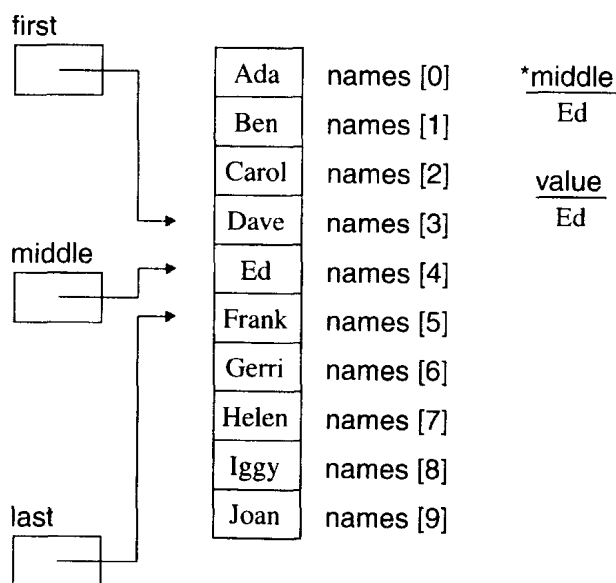 first
Ada names [0]
*middle
Ed
Ben names [1]
Carol names [2]
value
Ed
Dave names [3]
middle
Ed names [4]
Frank names [5]
Gerri names [6]
Helen names [7]
Iggy names [8]
last
Joan names [9]